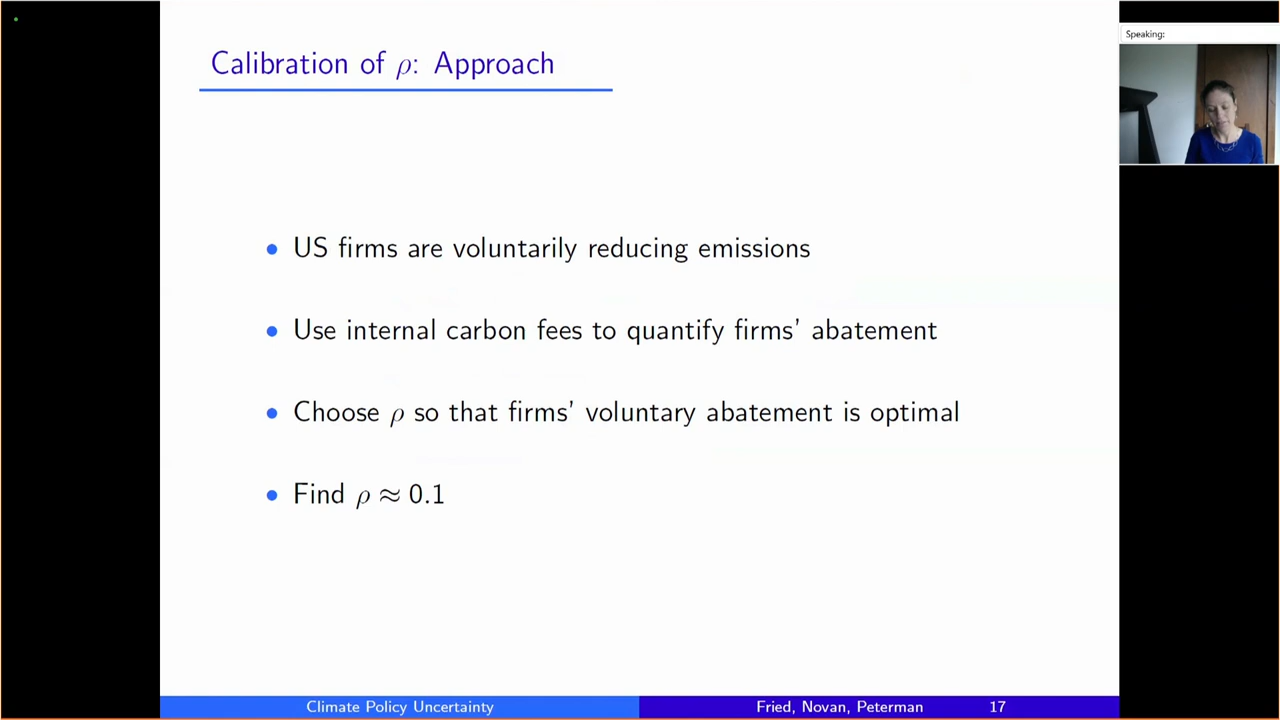 Calibration of ρ: Approach
Speaking:
• US firms are voluntarily reducing emissions
• Use internal carbon fees to quantify firms' abatement
• Choose ρ so that firms' voluntary abatement is optimal
• Find ρ ≈ 0.1
Climate Policy Uncertainty
Fried, Novan, Peterman
17